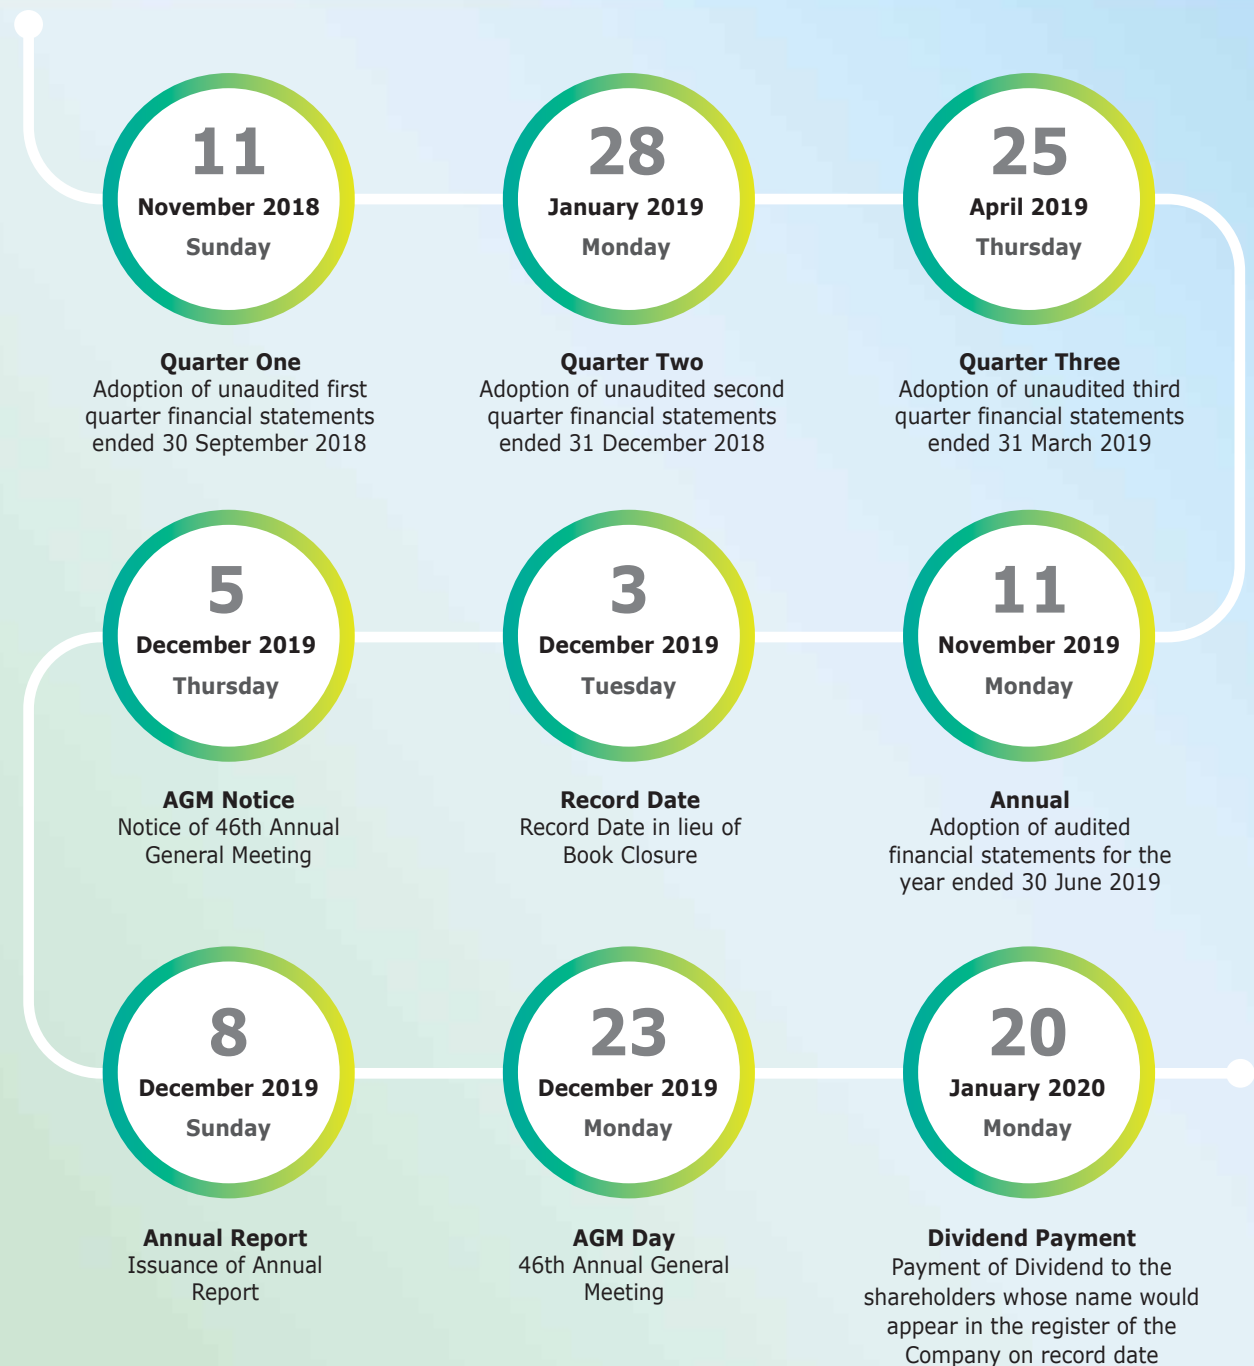 11
November 2018
Sunday
Quarter One
Adoption of unaudited first
quarter financial statements
ended 30 September 2018
28
January 2019
Monday
Quarter Two
Adoption of unaudited second
quarter financial statements
ended 31 December 2018
25
April 2019
Thursday
Quarter Three
Adoption of unaudited third
quarter financial statements
ended 31 March 2019
11
November 2019
Monday
Annual
Adoption of audited
financial statements for the
year ended 30 June 2019
3
December 2019
Tuesday
Record Date
Record Date in lieu of
Book Closure
5
December 2019
Thursday
AGM Notice
Notice of 46th Annual
General Meeting
8
December 2019
Sunday
Annual Report
Issuance of Annual
Report
23
December 2019
Monday
AGM Day
46th Annual General
Meeting
20
January 2020
Monday
Dividend Payment
Payment of Dividend to the
shareholders whose name would
appear in the register of the
Company on record date